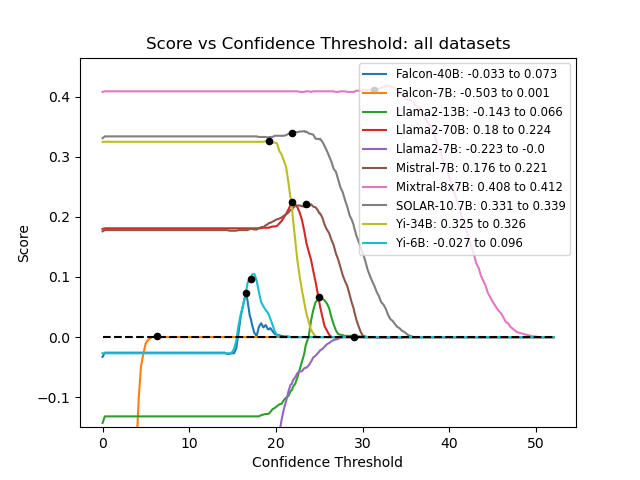 Score vs Confidence Threshold: all datasets
Score
0.4
0.3
0.2
0.1
0.0
−0.1
Falcon-40B: -0.033 to 0.073
Falcon-7B: -0.503 to 0.001
Llama2-13B: -0.143 to 0.066
Llama2-70B: 0.18 to 0.224
Llama2-7B: -0.223 to -0.0
Mistral-7B: 0.176 to 0.221
Mixtral-8x7B: 0.408 to 0.412
SOLAR-10.7B: 0.331 to 0.339
Yi-34B: 0.325 to 0.326
Yi-6B: -0.027 to 0.096
0 10 20 30 40 50
Confidence Threshold